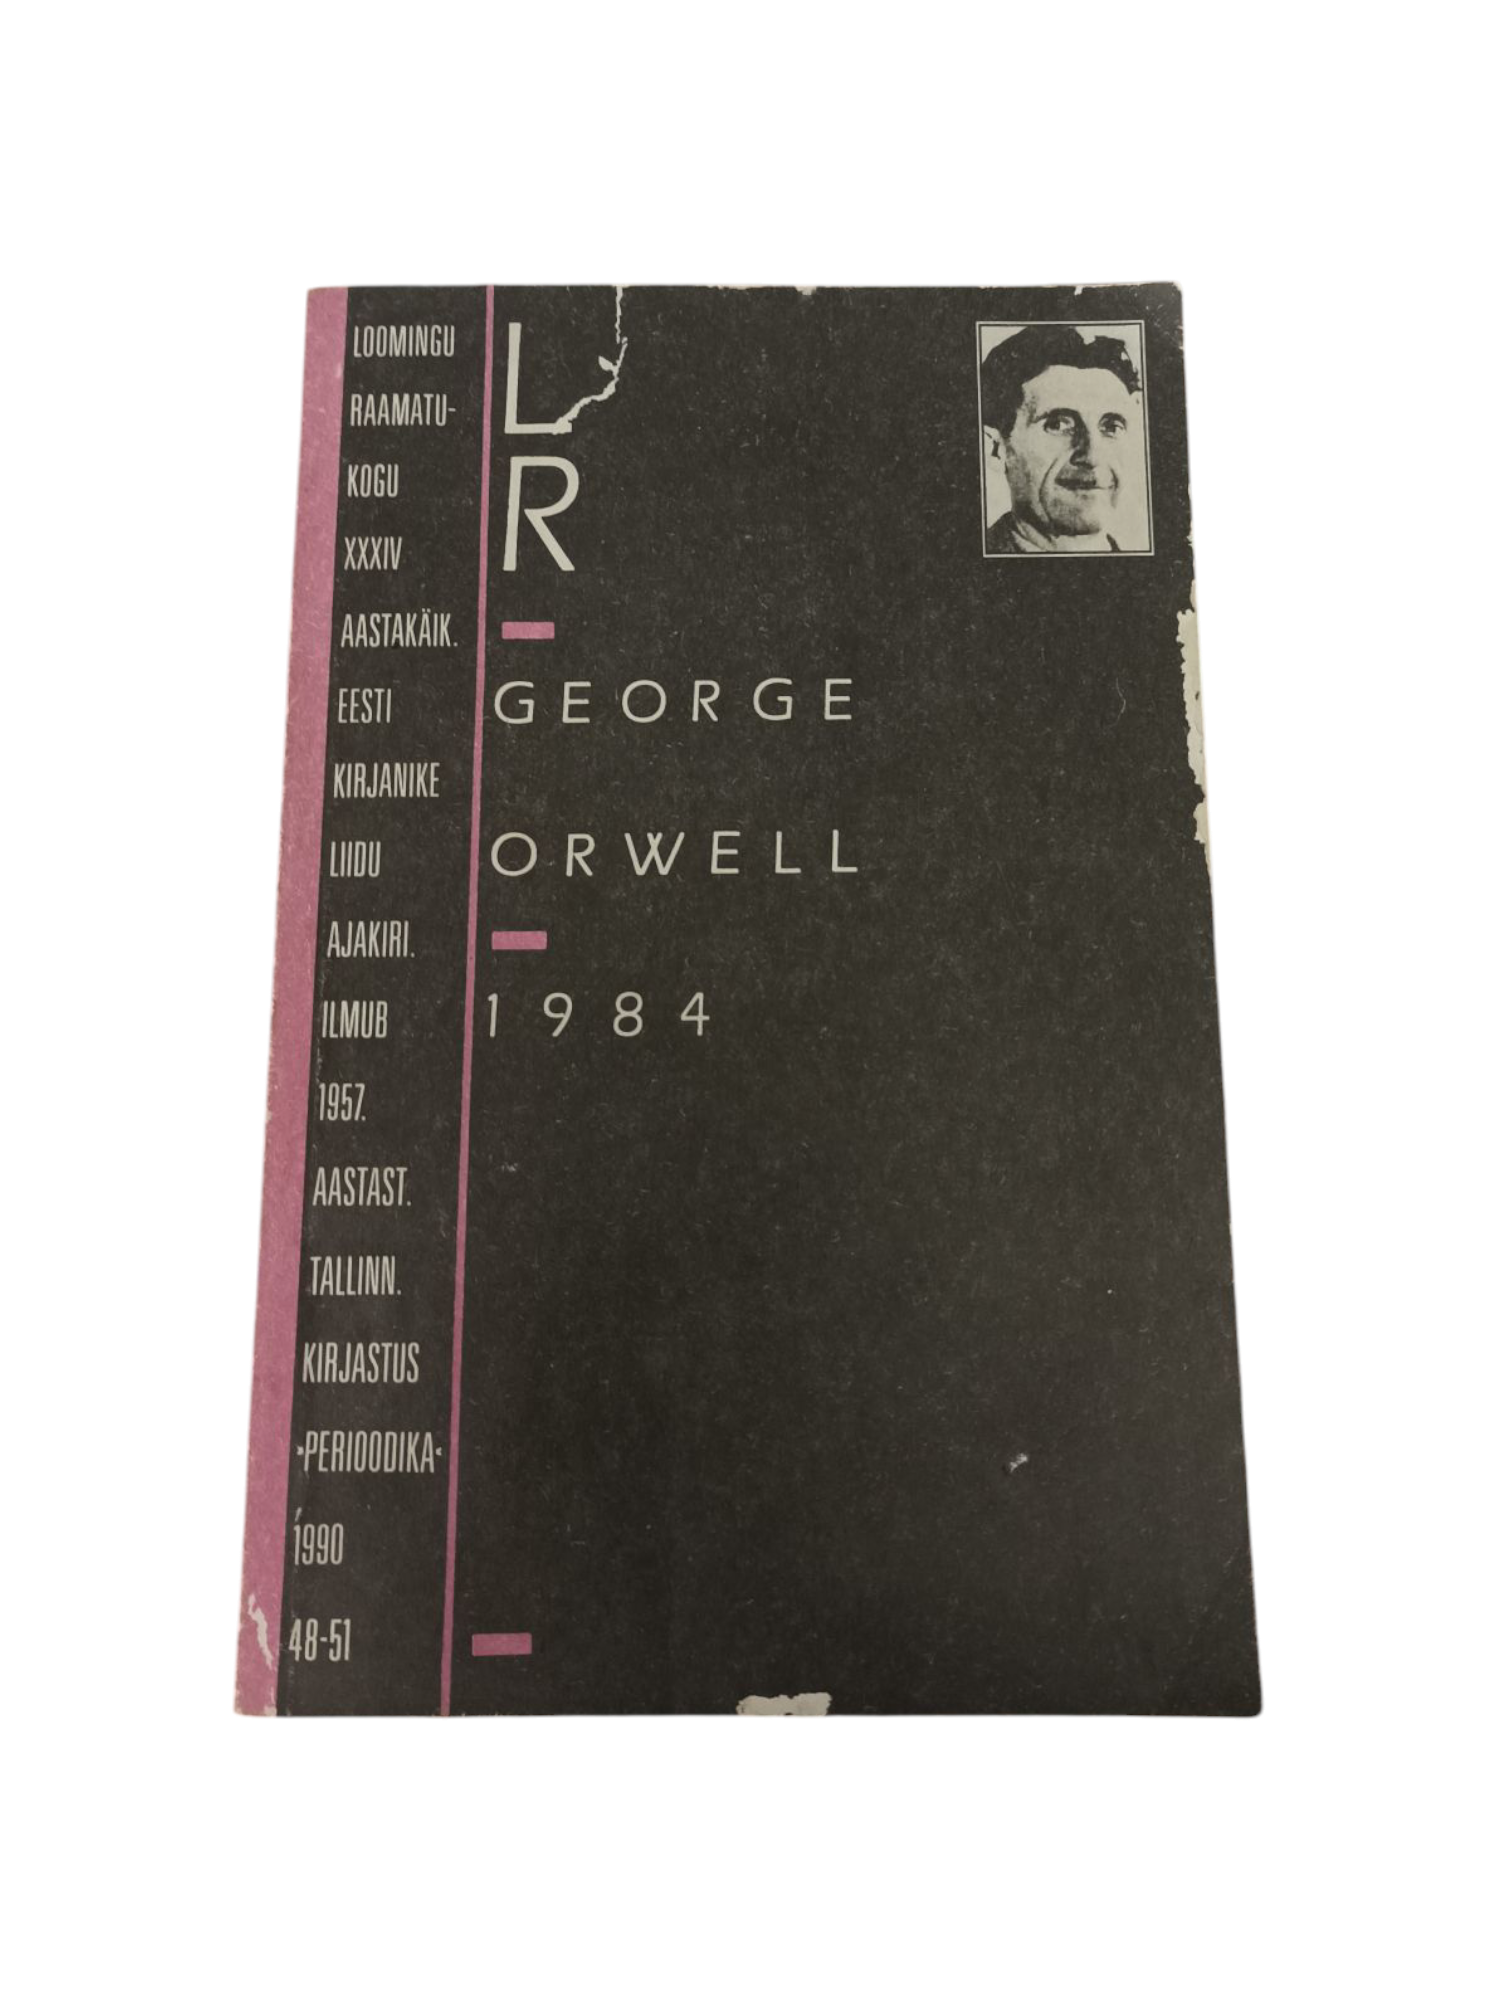 LOOMINGU
RAAMATU-
KOGU
XXXIV
AASTAKÄIK.
EESTI
KIRJANIKE
LIIDU
AJAKIRI.
ILMUB
1957.
AASTAST.
TALLINN.
KIRJASTUS
»PERIOODIKA«
1990
48-51
L
R
GEORGE
ORWELL
1984